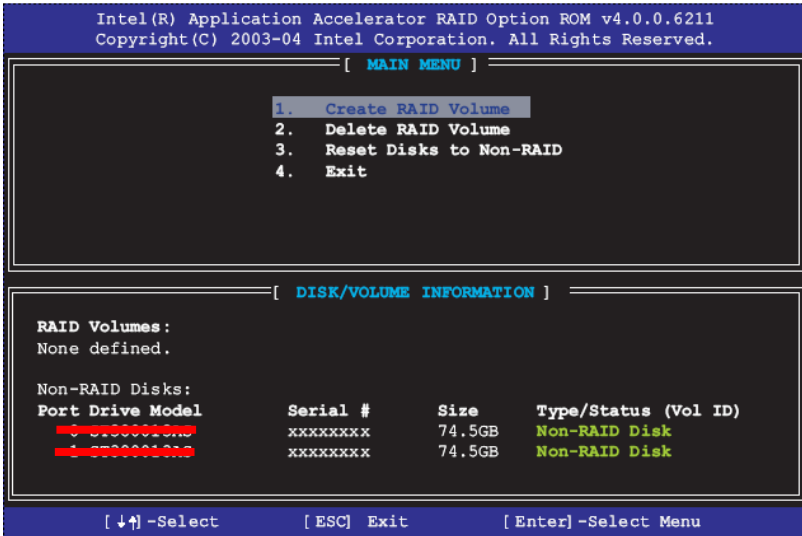 Intel(R) Application Accelerator RAID Option ROM v4.0.0.6211
Copyright(C) 2003-04 Intel Corporation. All Rights Reserved.
[ MAIN MENU ]
1. Create RAID Volume
2. Delete RAID Volume
3. Reset Disks to Non-RAID
4. Exit
[ DISK/VOLUME INFORMATION ]
RAID Volumes:
None defined.
Non-RAID Disks:
Port Drive Model Serial # Size Type/Status (Vol ID)
xxxxxxxx 74.5GB Non-RAID Disk
xxxxxxxx 74.5GB Non-RAID Disk
[↓↑]-Select [ESC] Exit [Enter]-Select Menu